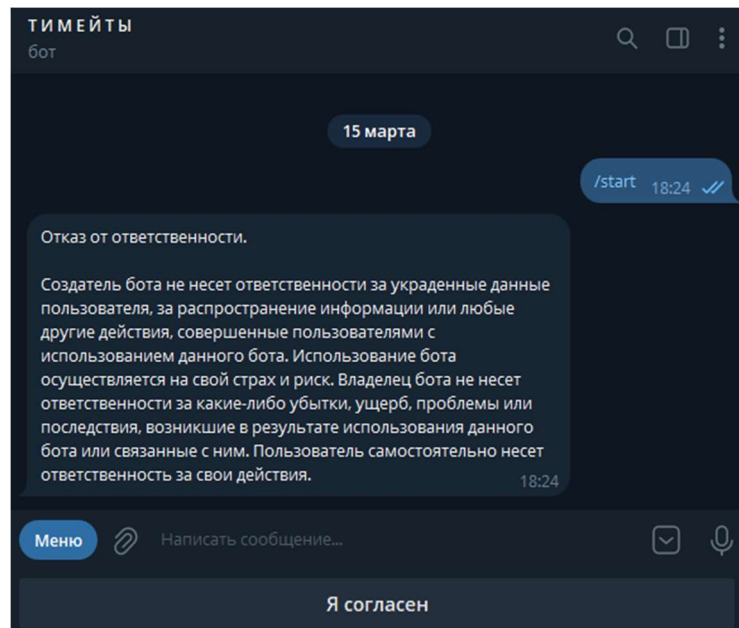 ТИМЕЙТЫ
бот
15 марта
/start 18:24
Отказ от ответственности.
Создатель бота не несет ответственности за украденные данные
пользователя, за распространение информации или любые
другие действия, совершенные пользователями с
использованием данного бота. Использование бота
осуществляется на свой страх и риск. Владелец бота не несет
ответственности за какие-либо убытки, ущерб, проблемы или
последствия, возникшие в результате использования данного
бота или связанные с ним. Пользователь самостоятельно несет
ответственность за свои действия.
18:24
Меню Написать сообщение...
Я согласен